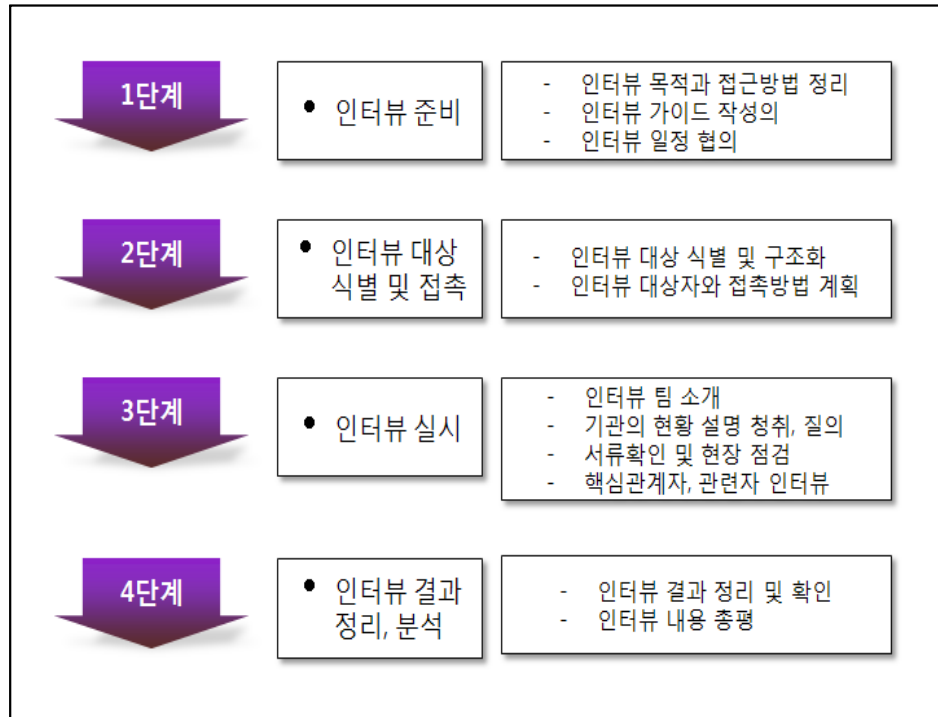 1단계
• 인터뷰 준비
- 인터뷰 목적과 접근방법 정리
- 인터뷰 가이드 작성의
- 인터뷰 일정 협의
2단계
• 인터뷰 대상
식별 및 접촉
- 인터뷰 대상 식별 및 구조화
- 인터뷰 대상자와 접촉방법 계획
3단계
• 인터뷰 실시
- 인터뷰 팀 소개
- 기관의 현황 설명 청취, 질의
- 서류확인 및 현장 점검
- 핵심관계자, 관련자 인터뷰
4단계
• 인터뷰 결과
정리, 분석
- 인터뷰 결과 정리 및 확인
- 인터뷰 내용 총평